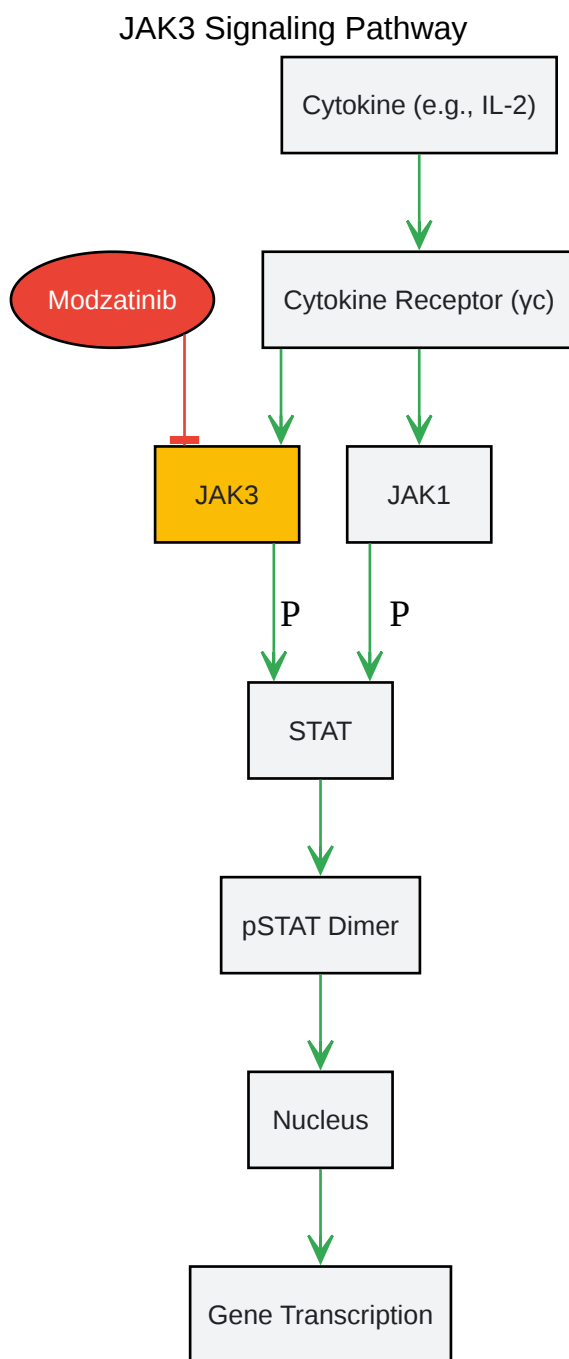 JAK3 Signaling Pathway
Cytokine (e.g., IL-2)
Modzatinib
Cytokine Receptor (γc)
JAK3
JAK1
P
P
STAT
pSTAT Dimer
Nucleus
Gene Transcription